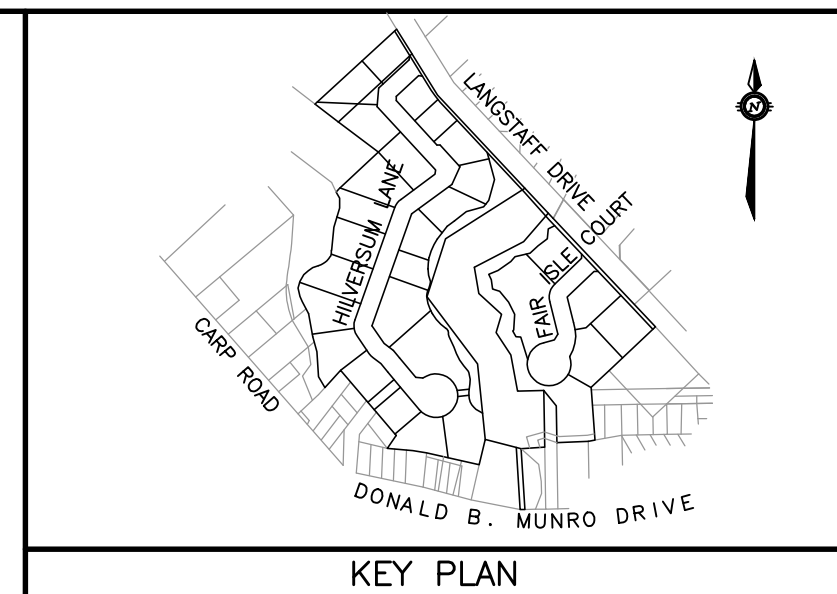 LANGSTAFF DRIVE
N
HILVERSUM LANE
FAIR ISLE COURT
CARP ROAD
DONALD B. MUNRO DRIVE
KEY PLAN